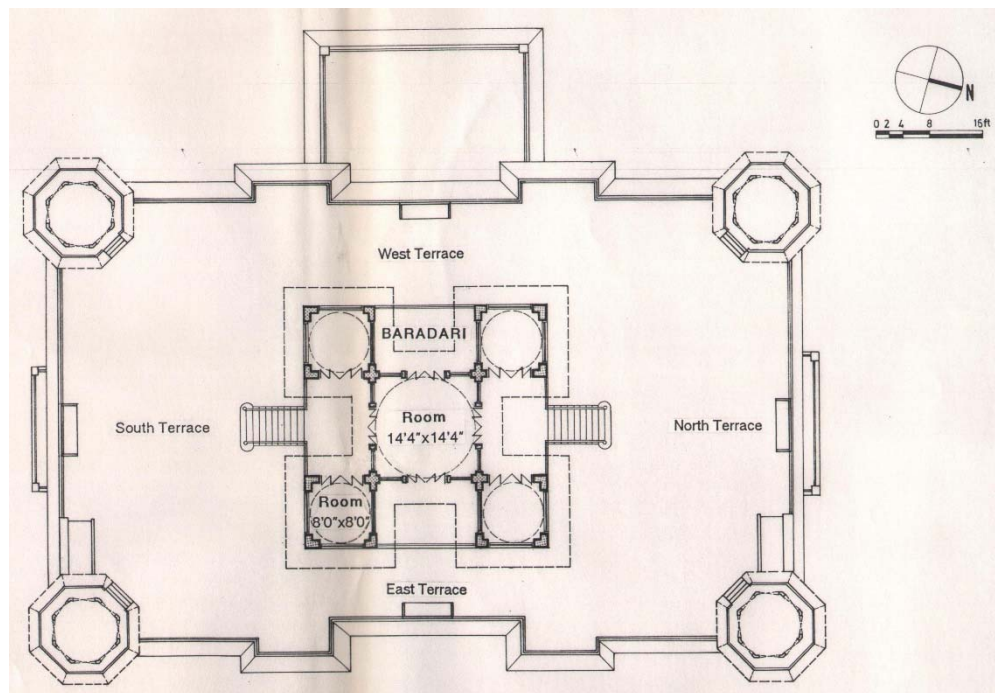 N
0 2 4 8 16ft
West Terrace
BARADARI
South Terrace
Room
14'4"x14'4"
North Terrace
Room
8'0"x8'0"
East Terrace